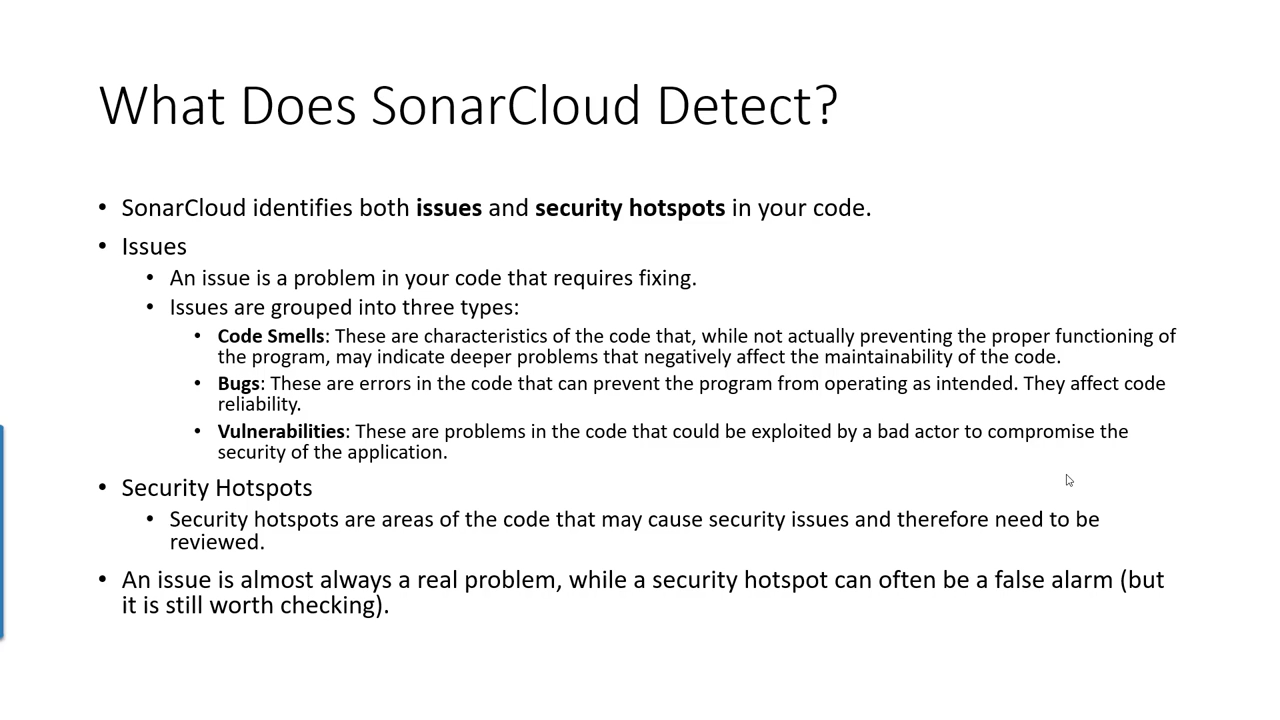 What Does SonarCloud Detect?
• SonarCloud identifies both issues and security hotspots in your code.
• Issues
• An issue is a problem in your code that requires fixing.
• Issues are grouped into three types:
• Code Smells: These are characteristics of the code that, while not actually preventing the proper functioning of
the program, may indicate deeper problems that negatively affect the maintainability of the code.
• Bugs: These are errors in the code that can prevent the program from operating as intended. They affect code
reliability.
• Vulnerabilities: These are problems in the code that could be exploited by a bad actor to compromise the
security of the application.
• Security Hotspots
• Security hotspots are areas of the code that may cause security issues and therefore need to be
reviewed.
• An issue is almost always a real problem, while a security hotspot can often be a false alarm (but
it is still worth checking).